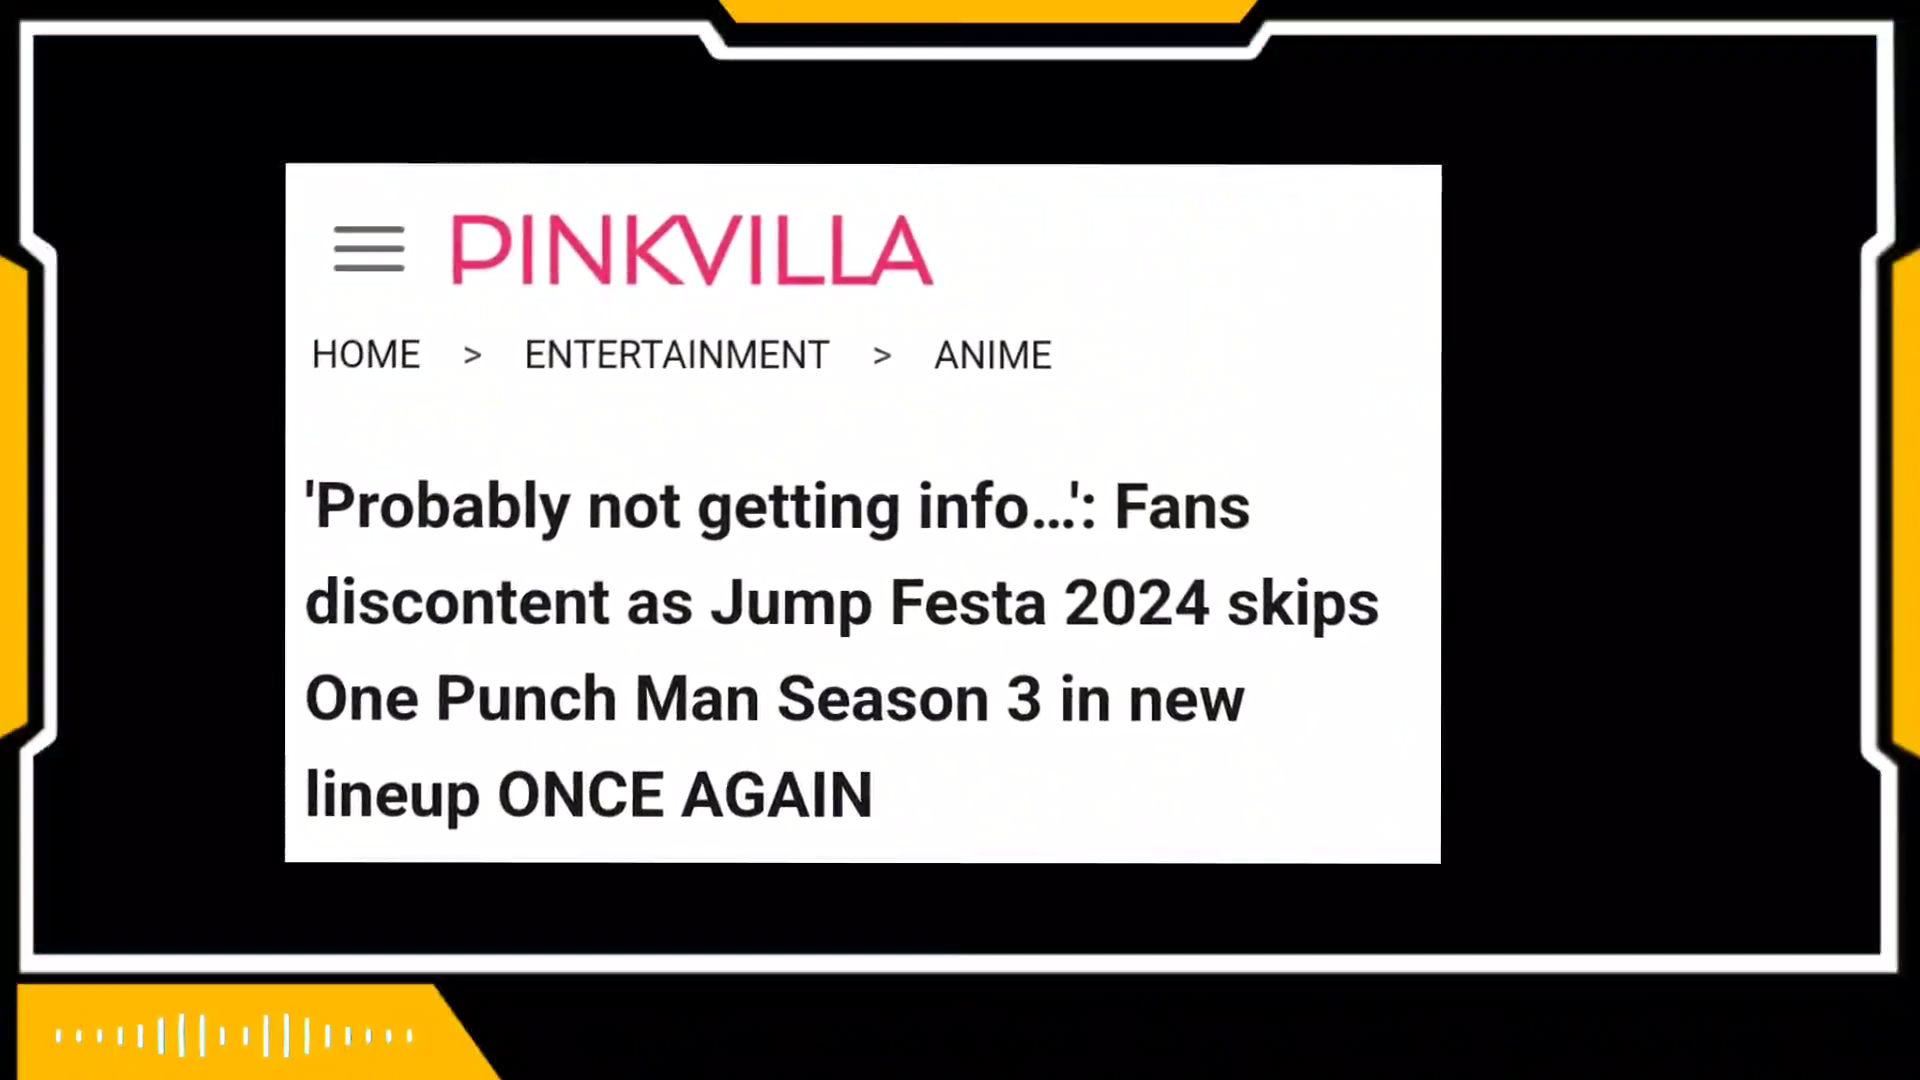 PINKVILLA
HOME > ENTERTAINMENT > ANIME
'Probably not getting info...': Fans
discontent as Jump Festa 2024 skips
One Punch Man Season 3 in new
lineup ONCE AGAIN